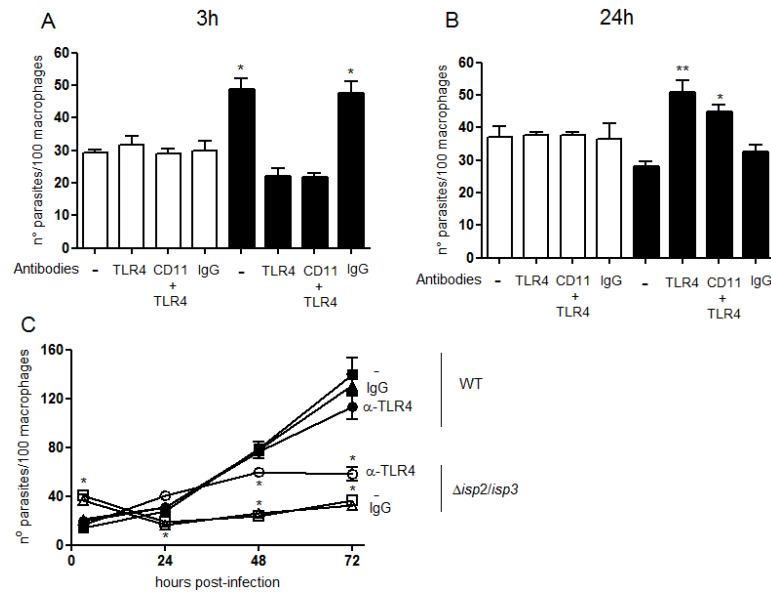 A
3h
n° parasites/100 macrophages
60
50
40
30
20
10
0
Antibodies
- TLR4 CD11 + TLR4 IgG - TLR4 CD11 + TLR4 IgG
* *
B
24h
n° parasites/100 macrophages
60
50
40
30
20
10
0
Antibodies
- TLR4 CD11 + TLR4 IgG - TLR4 CD11 + TLR4 IgG
** *
C
n° parasites/100 macrophages
160
120
80
40
0
0 24 48 72
hours post-infection
* * * * * *
-
IgG
α-TLR4
WT
α-TLR4
-
IgG
Δisp2/isp3